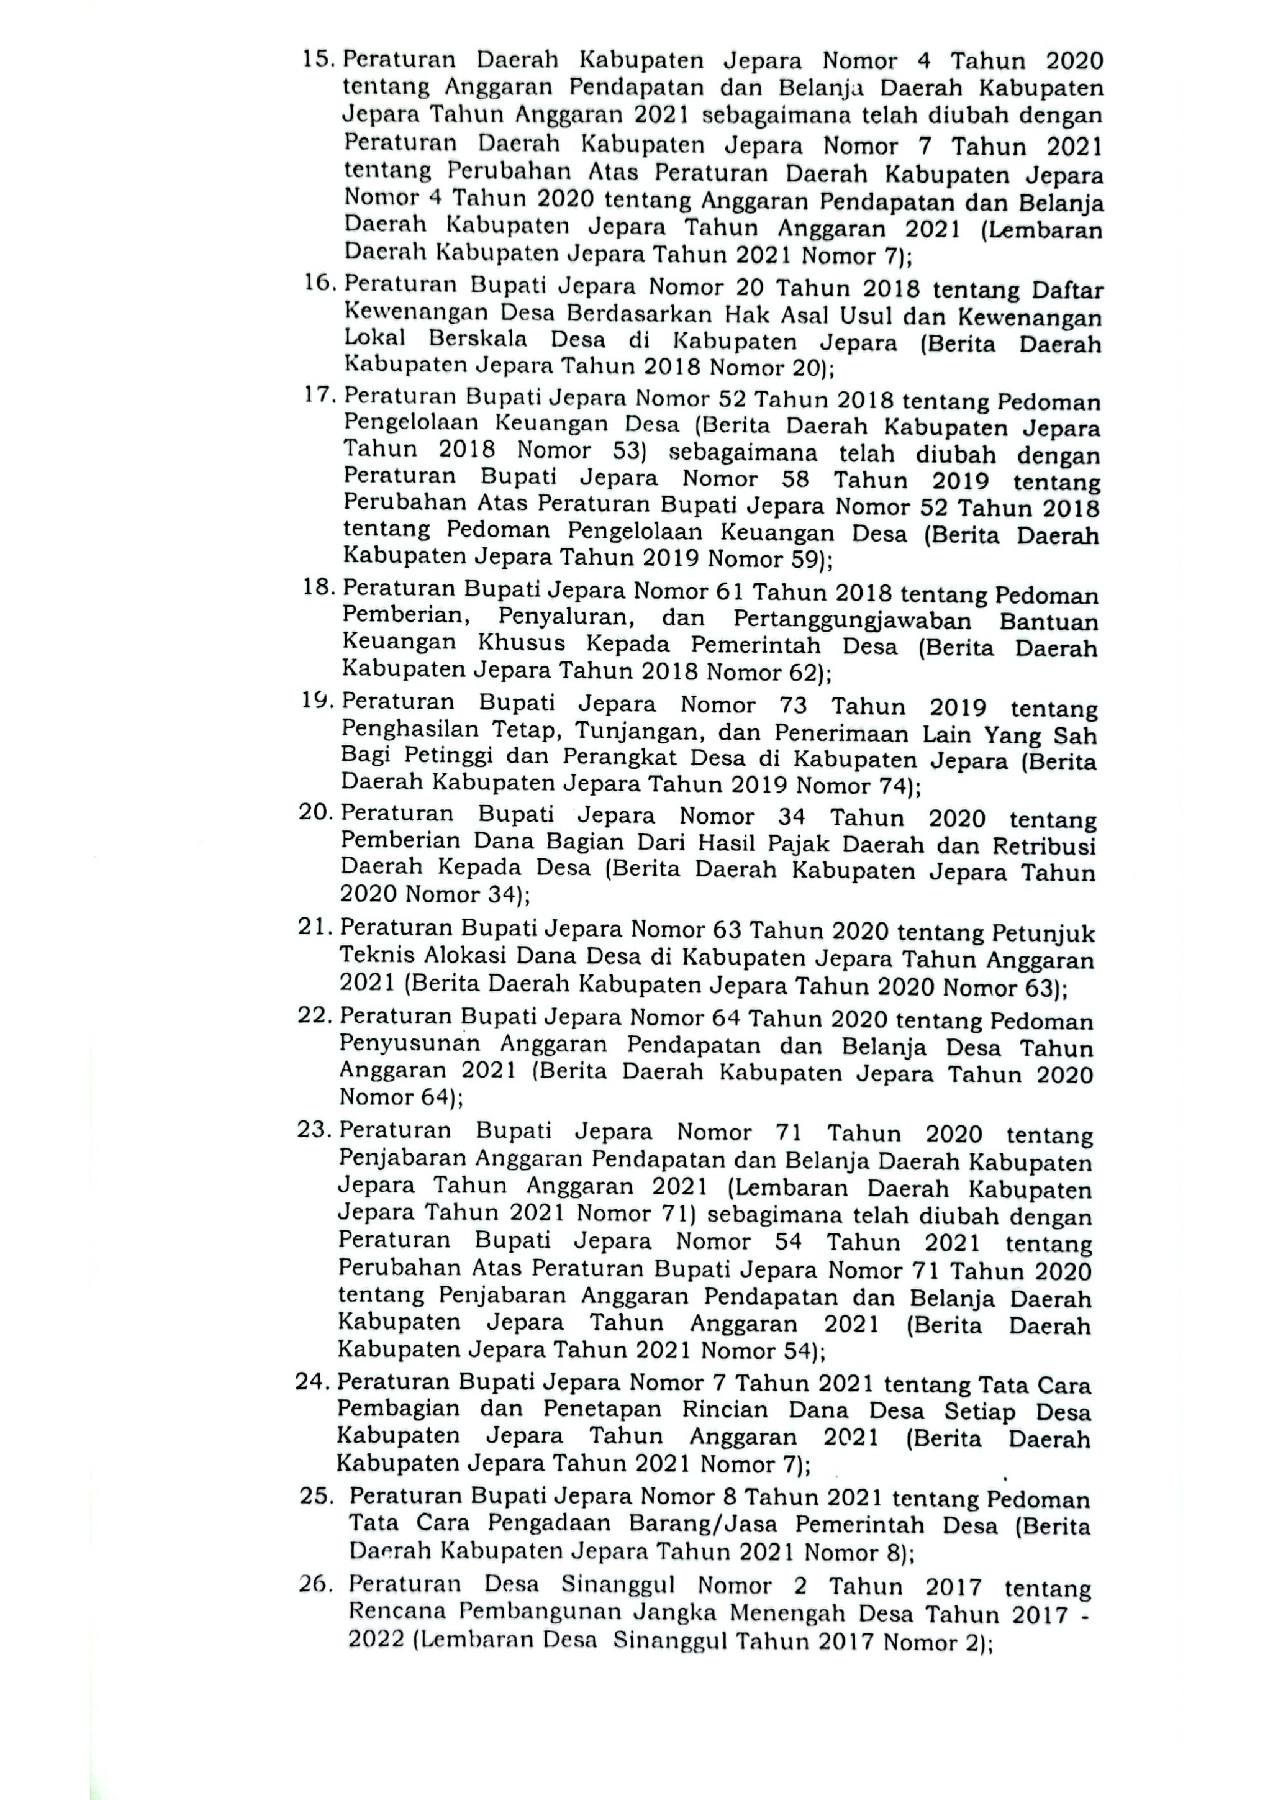 15. Peraturan Daerah Kabupaten Jepara Nomor 4 Tahun 2020
tentang Anggaran Pendapatan dan Belanja Daerah Kabupaten
Jepara Tahun Anggaran 2021 sebagaimana telah diubah dengan
Peraturan Daerah Kabupaten Jepara Nomor 7 Tahun 2021
tentang Perubahan Atas Peraturan Daerah Kabupaten Jepara
Nomor 4 Tahun 2020 tentang Anggaran Pendapatan dan Belanja
Daerah Kabupaten Jepara Tahun Anggaran 2021 (Lembaran
Daerah Kabupaten Jepara Tahun 2021 Nomor 7);
16. Peraturan Bupati Jepara Nomor 20 Tahun 2018 tentang Daftar
Kewenangan Desa Berdasarkan Hak Asal Usul dan Kewenangan
Lokal Berskala Desa di Kabupaten Jepara (Berita Daerah
Kabupaten Jepara Tahun 2018 Nomor 20);
17. Peraturan Bupati Jepara Nomor 52 Tahun 2018 tentang Pedoman
Pengelolaan Keuangan Desa (Berita Daerah Kabupaten Jepara
Tahun 2018 Nomor 53) sebagaimana telah diubah dengan
Peraturan Bupati Jepara Nomor 58 Tahun 2019 tentang
Perubahan Atas Peraturan Bupati Jepara Nomor 52 Tahun 2018
tentang Pedoman Pengelolaan Keuangan Desa (Berita Daerah
Kabupaten Jepara Tahun 2019 Nomor 59);
18. Peraturan Bupati Jepara Nomor 61 Tahun 2018 tentang Pedoman
Pemberian, Penyaluran, dan Pertanggungjawaban Bantuan
Keuangan Khusus Kepada Pemerintah Desa (Berita Daerah
Kabupaten Jepara Tahun 2018 Nomor 62);
19. Peraturan Bupati Jepara Nomor 73 Tahun 2019 tentang
Penghasilan Tetap, Tunjangan, dan Penerimaan Lain Yang Sah
Bagi Petinggi dan Perangkat Desa di Kabupaten Jepara (Berita
Daerah Kabupaten Jepara Tahun 2019 Nomor 74);
20. Peraturan Bupati Jepara Nomor 34 Tahun 2020 tentang
Pemberian Dana Bagian Dari Hasil Pajak Daerah dan Retribusi
Daerah Kepada Desa (Berita Daerah Kabupaten Jepara Tahun
2020 Nomor 34);
21. Peraturan Bupati Jepara Nomor 63 Tahun 2020 tentang Petunjuk
Teknis Alokasi Dana Desa di Kabupaten Jepara Tahun Anggaran
2021 (Berita Daerah Kabupaten Jepara Tahun 2020 Nomor 63);
22. Peraturan Bupati Jepara Nomor 64 Tahun 2020 tentang Pedoman
Penyusunan Anggaran Pendapatan dan Belanja Desa Tahun
Anggaran 2021 (Berita Daerah Kabupaten Jepara Tahun 2020
Nomor 64);
23. Peraturan Bupati Jepara Nomor 71 Tahun 2020 tentang
Penjabaran Anggaran Pendapatan dan Belanja Daerah Kabupaten
Jepara Tahun Anggaran 2021 (Lembaran Daerah Kabupaten
Jepara Tahun 2021 Nomor 71) sebagimana telah diubah dengan
Peraturan Bupati Jepara Nomor 54 Tahun 2021 tentang
Perubahan Atas Peraturan Bupati Jepara Nomor 71 Tahun 2020
tentang Penjabaran Anggaran Pendapatan dan Belanja Daerah
Kabupaten Jepara Tahun Anggaran 2021 (Berita Daerah
Kabupaten Jepara Tahun 2021 Nomor 54);
24. Peraturan Bupati Jepara Nomor 7 Tahun 2021 tentang Tata Cara
Pembagian dan Penetapan Rincian Dana Desa Setiap Desa
Kabupaten Jepara Tahun Anggaran 2021 (Berita Daerah
Kabupaten Jepara Tahun 2021 Nomor 7);
25. Peraturan Bupati Jepara Nomor 8 Tahun 2021 tentang Pedoman
Tata Cara Pengadaan Barang/Jasa Pemerintah Desa (Berita
Daerah Kabupaten Jepara Tahun 2021 Nomor 8);
26. Peraturan Desa Sinanggul Nomor 2 Tahun 2017 tentang
Rencana Pembangunan Jangka Menengah Desa Tahun 2017 -
2022 (Lembaran Desa Sinanggul Tahun 2017 Nomor 2);